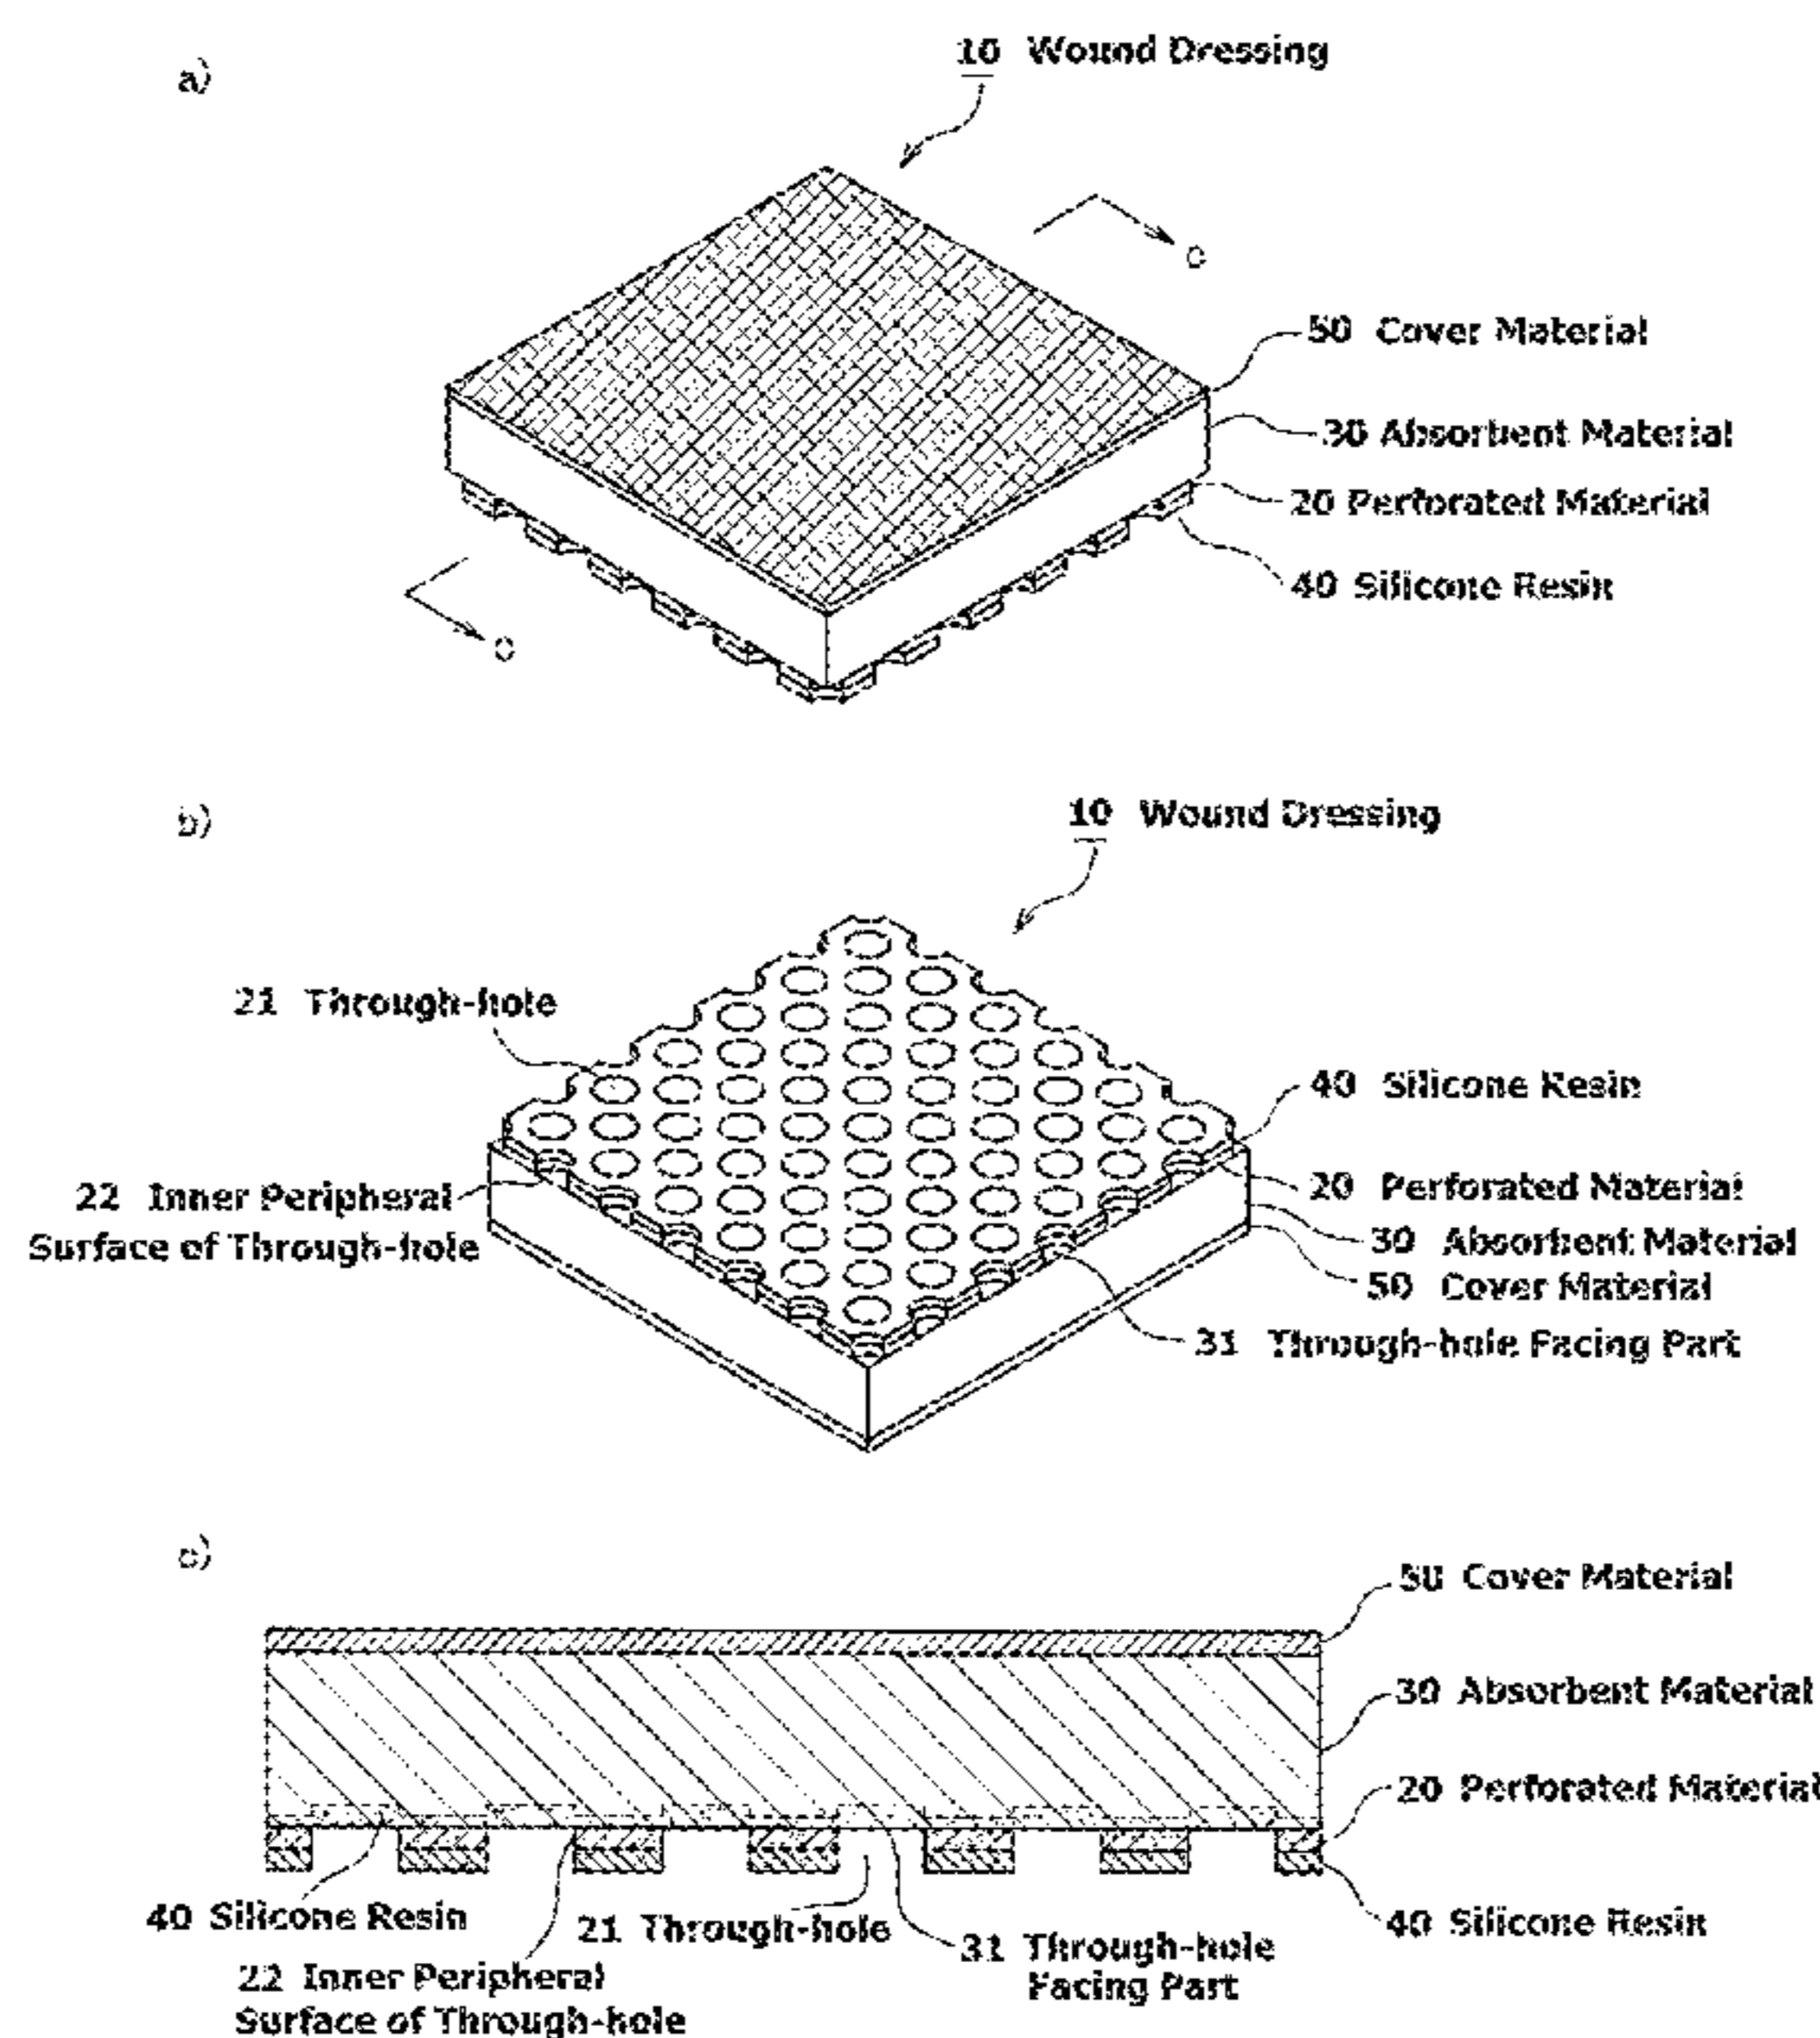 a)
10 Wound Dressing
c
50 Cover Material
30 Absorbent Material
20 Perforated Material
40 Silicone Resin
c
b)
10 Wound Dressing
21 Through-hole
40 Silicone Resin
22 Inner Peripheral
Surface of Through-hole
20 Perforated Material
30 Absorbent Material
50 Cover Material
31 Through-hole Facing Part
c)
50 Cover Material
30 Absorbent Material
20 Perforated Material
40 Silicone Resin
21 Through-hole
40 Silicone Resin
31 Through-hole
Facing Part
22 Inner Peripheral
Surface of Through-hole